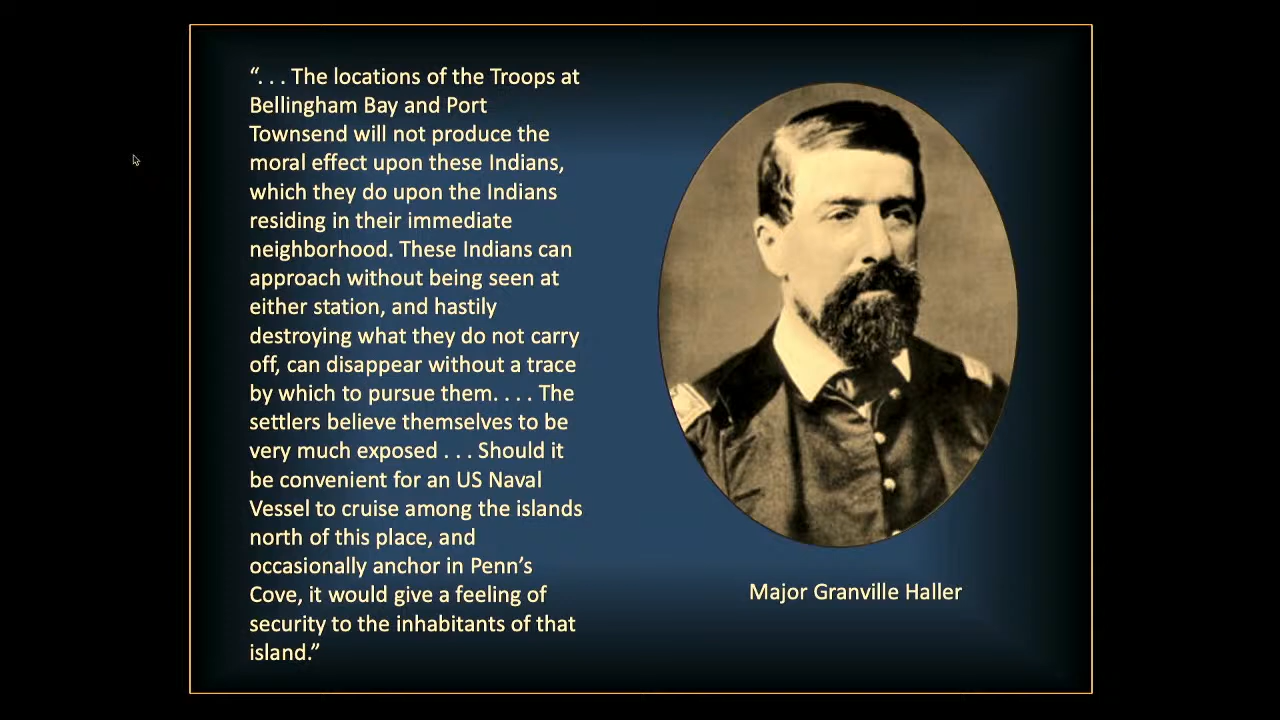 “. . . The locations of the Troops at
Bellingham Bay and Port
Townsend will not produce the
moral effect upon these Indians,
which they do upon the Indians
residing in their immediate
neighborhood. These Indians can
approach without being seen at
either station, and hastily
destroying what they do not carry
off, can disappear without a trace
by which to pursue them. . . . The
settlers believe themselves to be
very much exposed . . . Should it
be convenient for an US Naval
Vessel to cruise among the islands
north of this place, and
occasionally anchor in Penn’s
Cove, it would give a feeling of
security to the inhabitants of that
island.”
Major Granville Haller